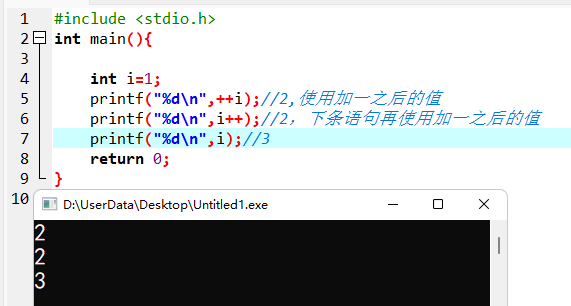 1 #include <stdio.h>
2 int main(){
3
4 int i=1;
5 printf("%d\n",++i);//2,使用加一之后的值
6 printf("%d\n",i++);//2，下条语句再使用加一之后的值
7 printf("%d\n",i);//3
8 return 0;
9 }
10
D:\UserData\Desktop\Untitled1.exe
2
2
3